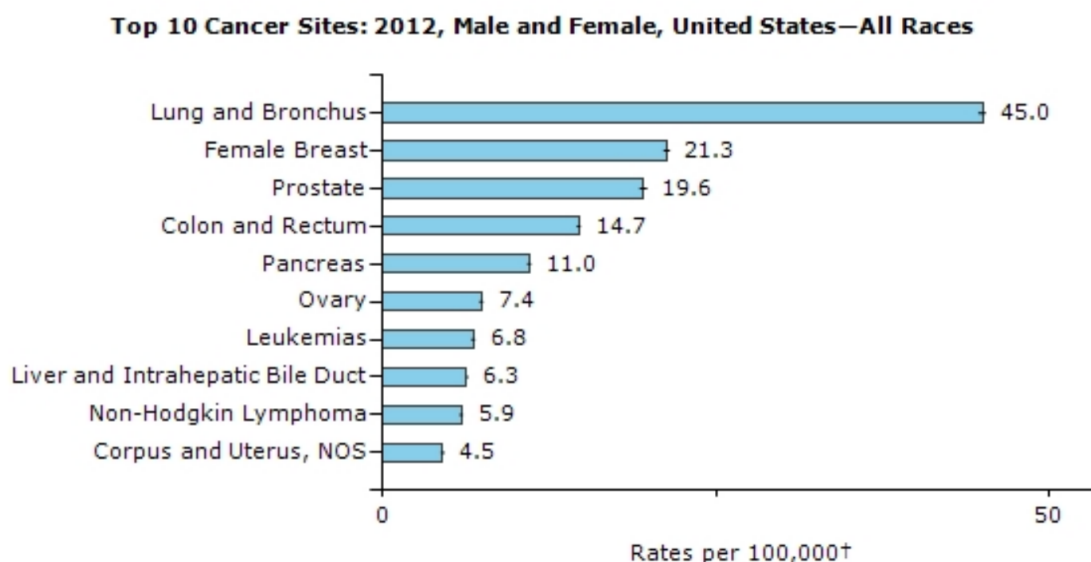 Top 10 Cancer Sites: 2012, Male and Female, United States—All Races
Lung and Bronchus 45.0
Female Breast 21.3
Prostate 19.6
Colon and Rectum 14.7
Pancreas 11.0
Ovary 7.4
Leukemias 6.8
Liver and Intrahepatic Bile Duct 6.3
Non-Hodgkin Lymphoma 5.9
Corpus and Uterus, NOS 4.5
0 50
Rates per 100,000†